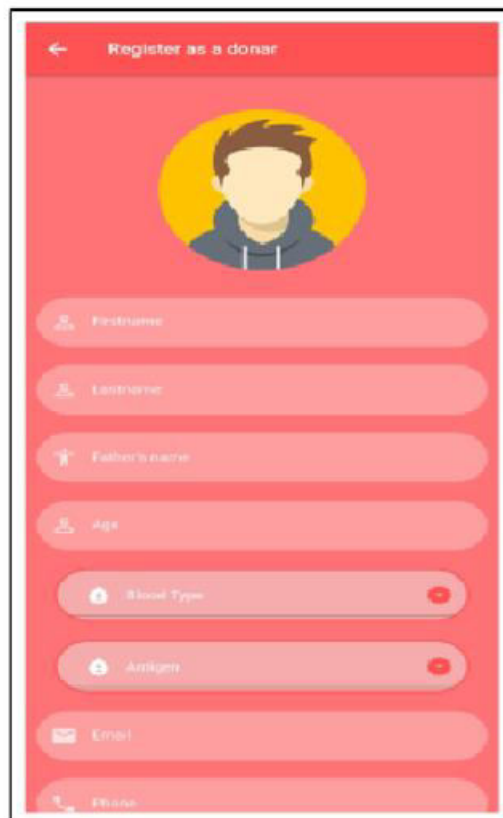 Register as a donar
Firstname
Lastname
Father's name
Age
Blood Type
Antigen
Email
Phone